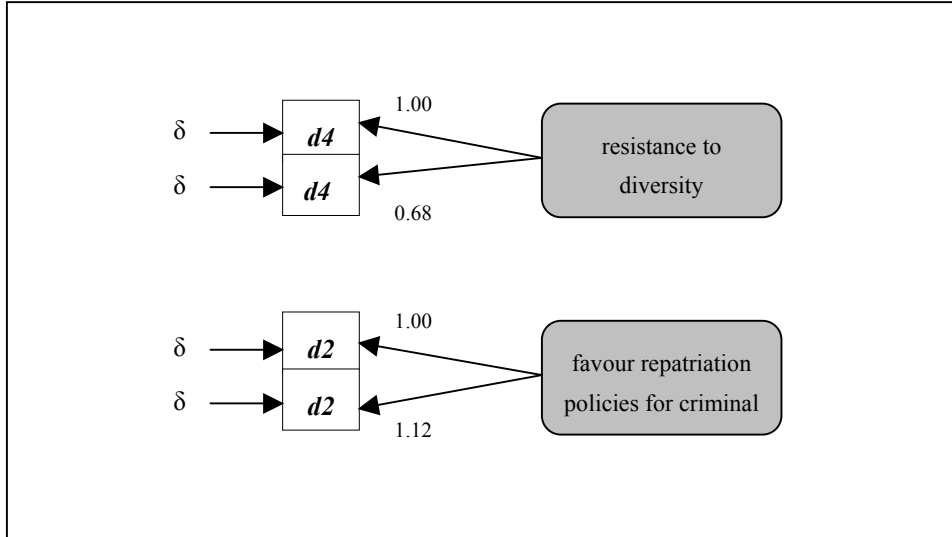 1.00
δ d4 resistance to
δ d4 diversity
0.68
1.00
δ d2 favour repatriation
δ d2 policies for criminal
1.12